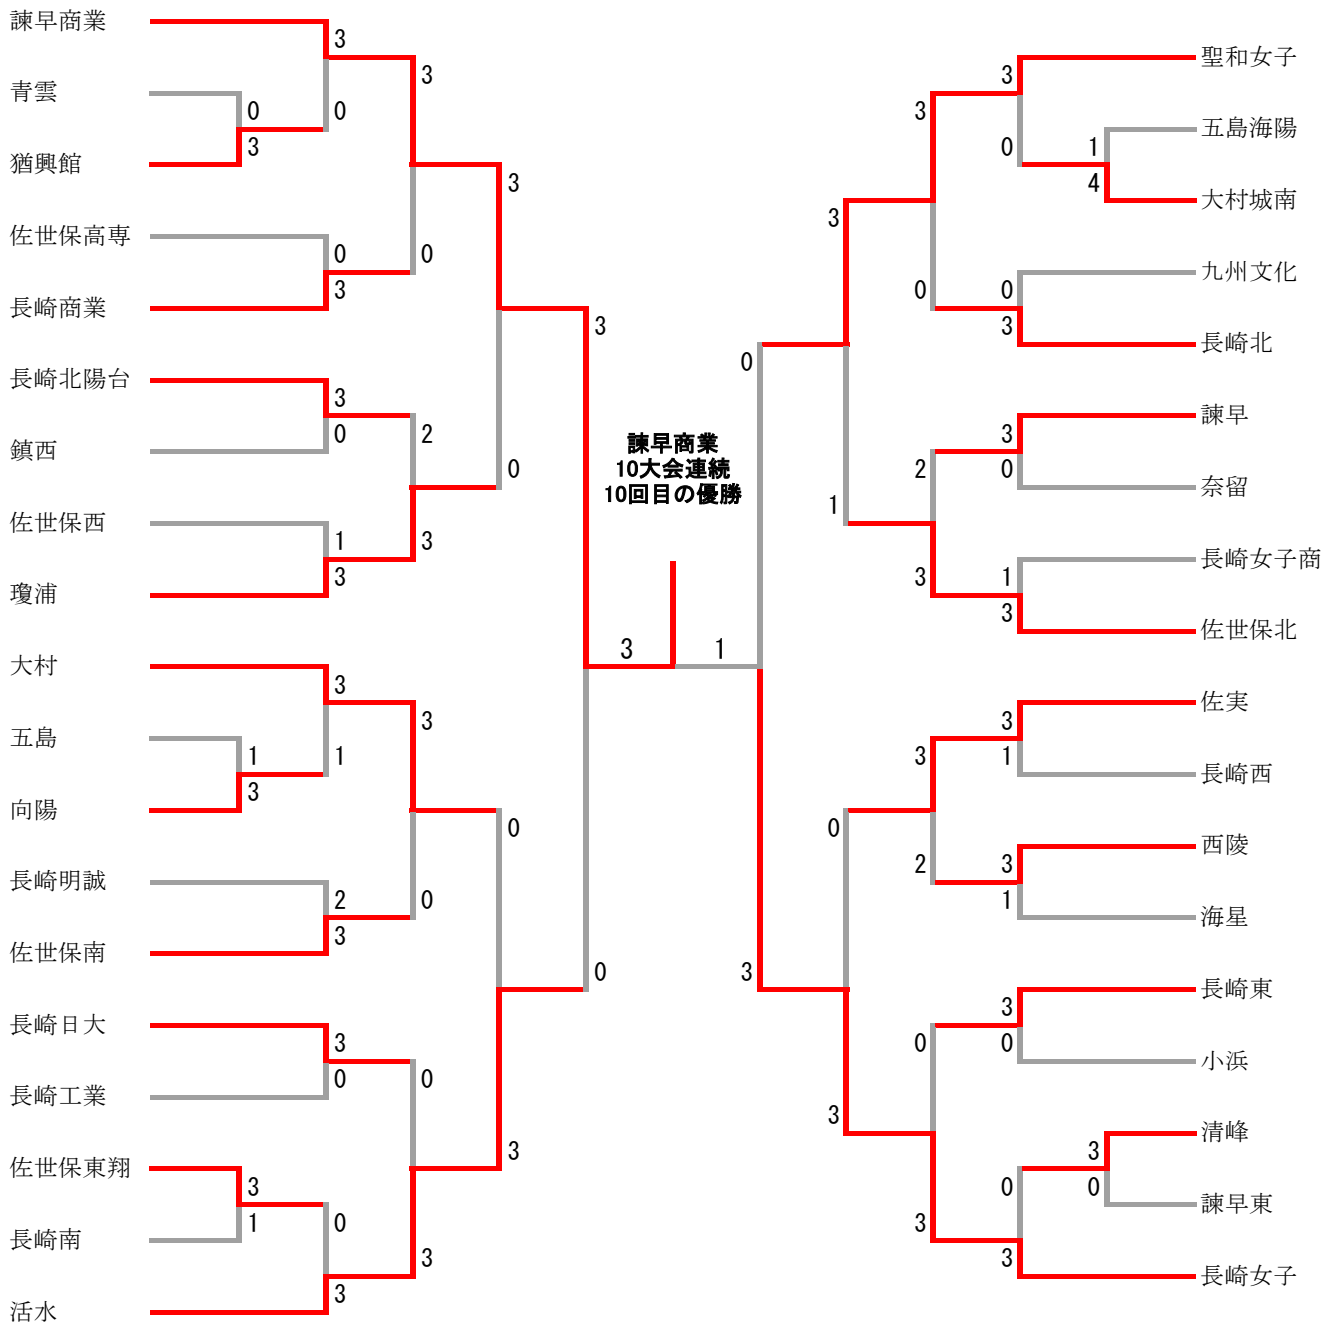 諫早商業
3
3
青雲
0
0
3
猶興館
3
佐世保高専
0
0
3
長崎商業
3
長崎北陽台
3
0
2
鎮西
0
佐世保西
1
3
3
瓊浦
大村
3
3
五島
1
1
3
向陽
0
長崎明誠
2
0
3
佐世保南
0
長崎日大
3
0
0
長崎工業
3
佐世保東翔
3
1
0
長崎南
3
3
活水
諫早商業
10大会連続
10回目の優勝
3
1
聖和女子
3
3
五島海陽
0
1
4
大村城南
3
九州文化
0
0
3
長崎北
0
諫早
3
2
0
奈留
1
長崎女子商
3
1
3
佐世保北
佐実
3
3
1
長崎西
0
西陵
2
3
1
海星
3
長崎東
3
0
0
小浜
3
清峰
3
0
0
諫早東
3
3
長崎女子